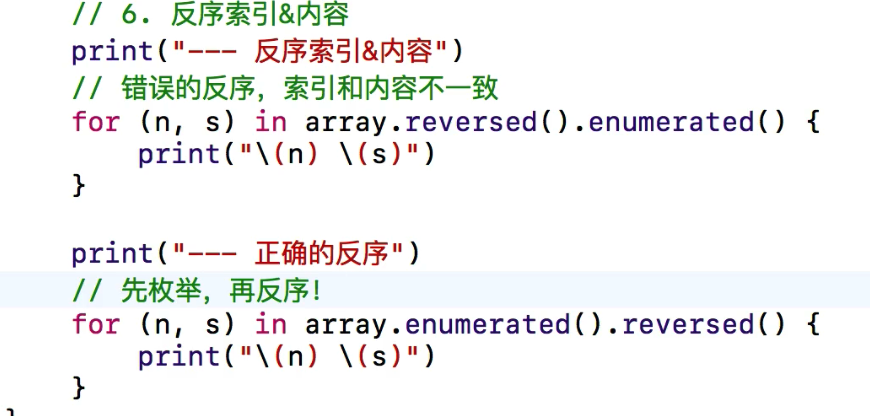 // 6. 反序索引&内容
print("--- 反序索引&内容")
// 错误的反序，索引和内容不一致
for (n, s) in array.reversed().enumerated() {
print("\(n) \(s)")
}
print("--- 正确的反序")
// 先枚举，再反序！
for (n, s) in array.enumerated().reversed() {
print("\(n) \(s)")
}